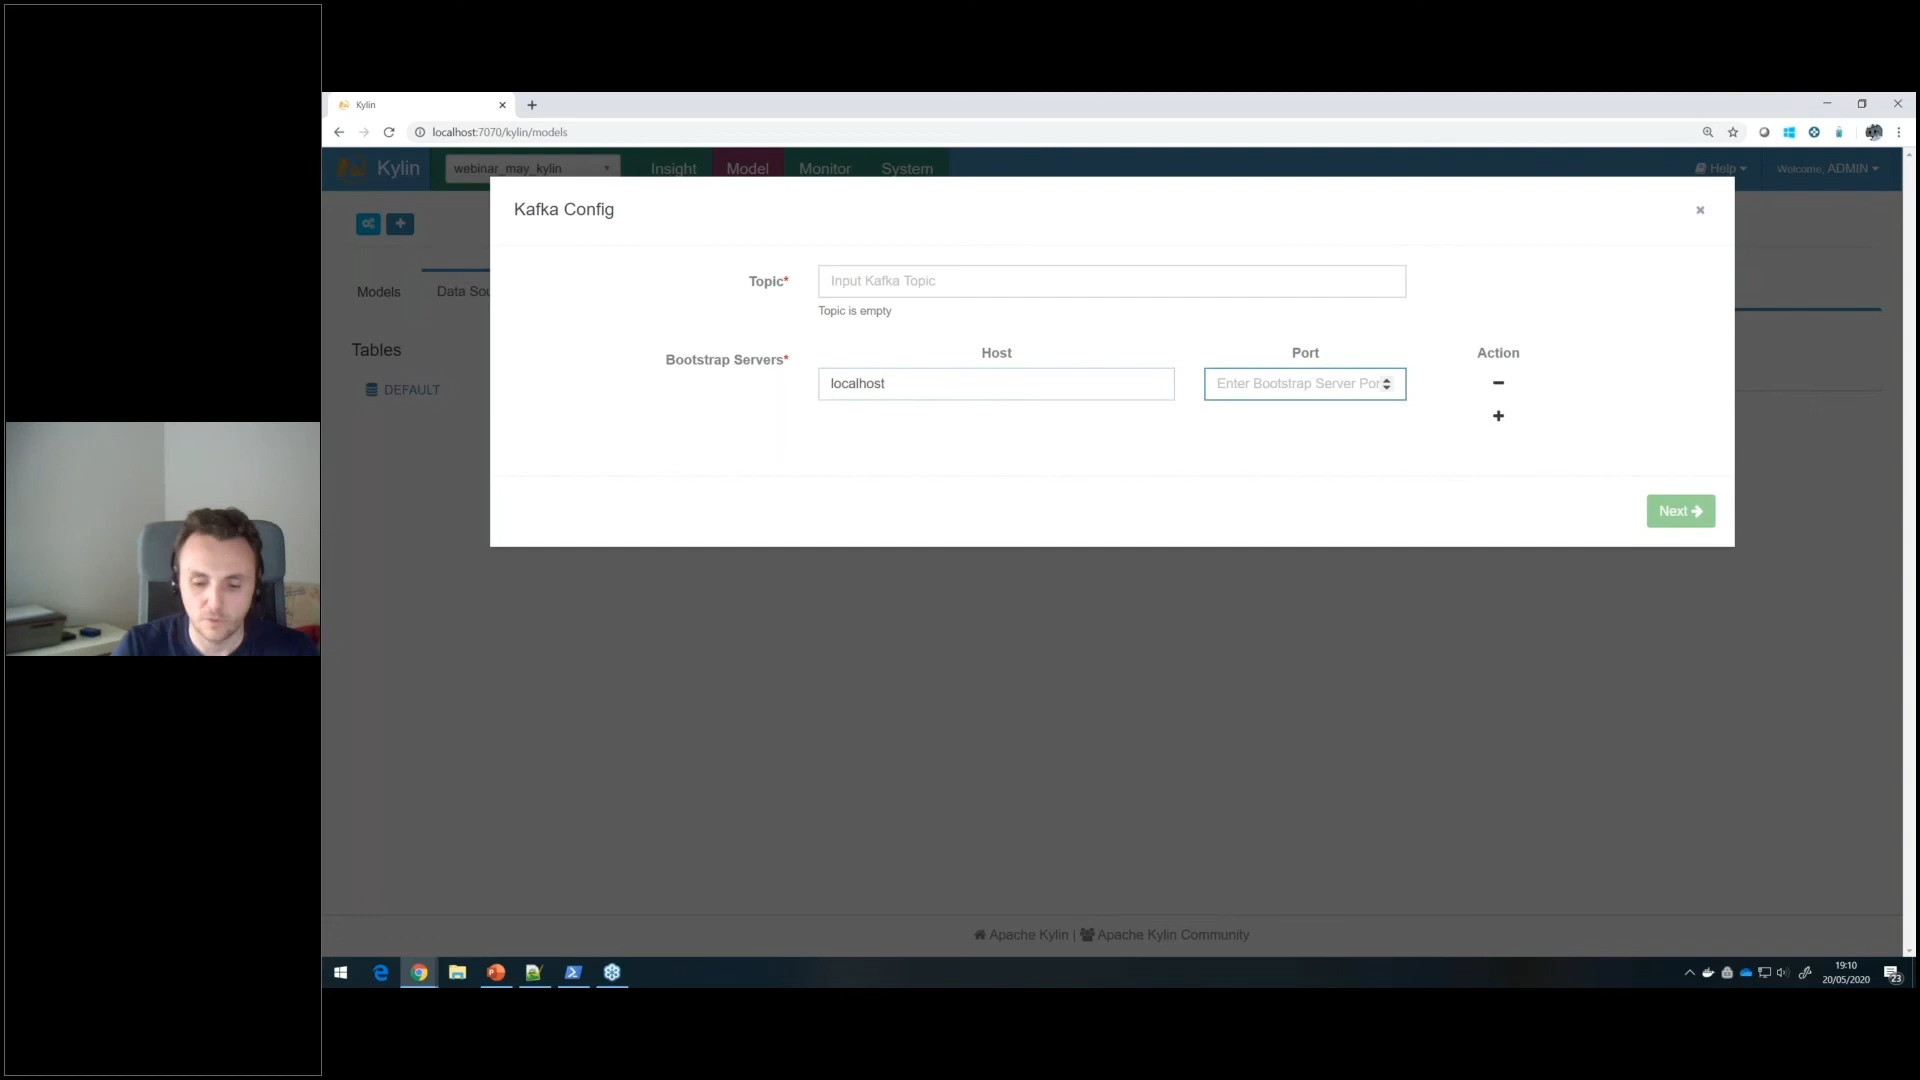 Kylin
localhost:7070/kylin/models
Kylin
webinar_may_kylin
Insight
Model
Monitor
System
Help
Welcome, ADMIN
Kafka Config
Topic*
Input Kafka Topic
Topic is empty
Models
Data Sou
Tables
DEFAULT
Host
Port
Action
Bootstrap Servers*
localhost
Enter Bootstrap Server Por
Next
Apache Kylin | Apache Kylin Community
19:10
20/05/2020
23